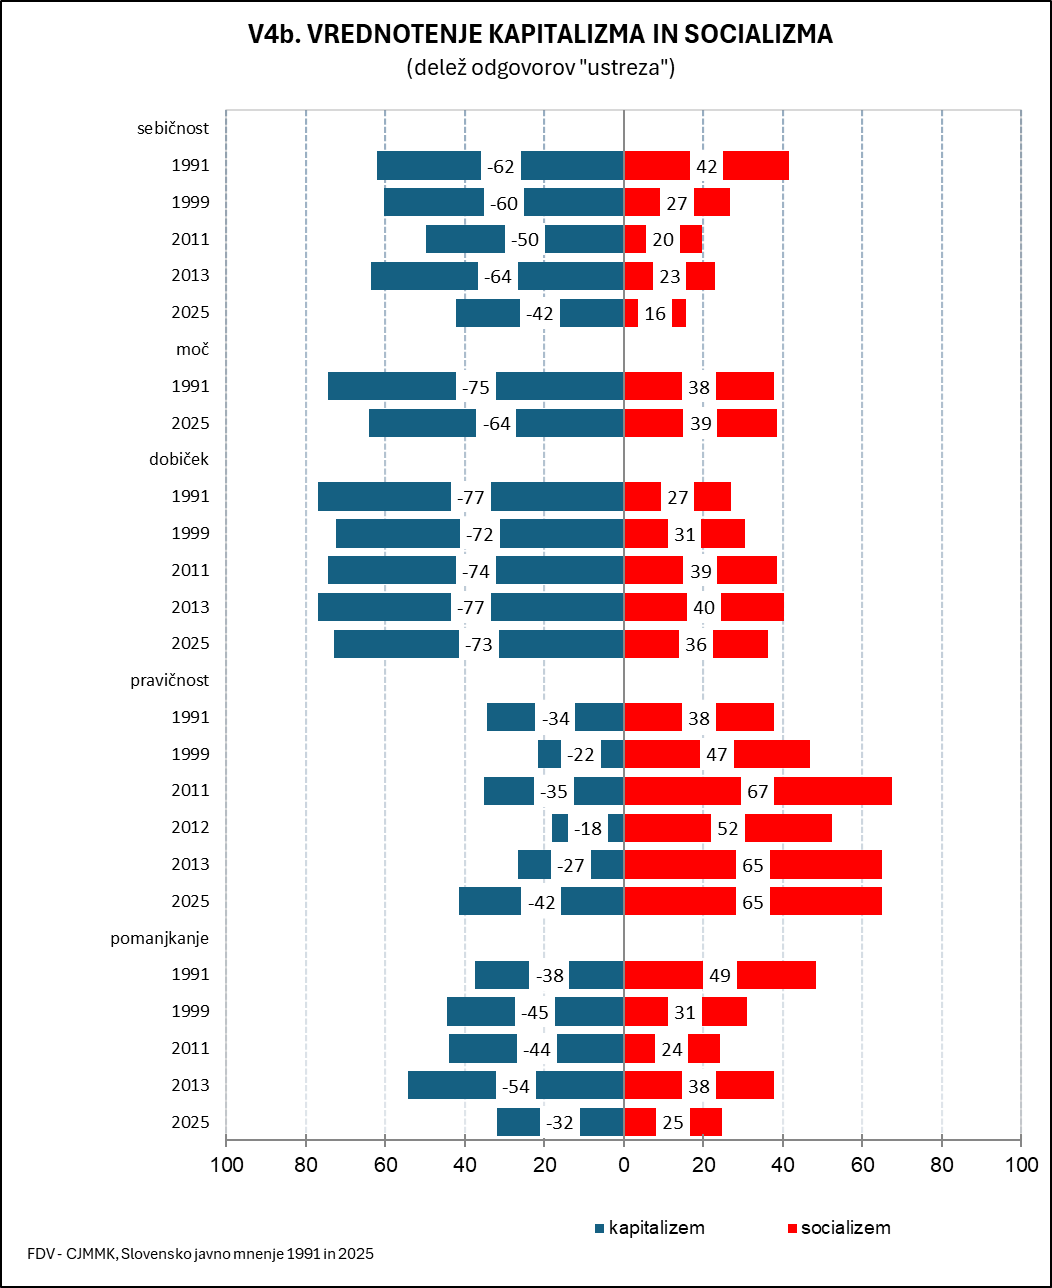 V4b. VREDNOTENJE KAPITALIZMA IN SOCIALIZMA
(delež odgovorov "ustreza")
sebičnost
1991 -62 42
1999 -60 27
2011 -50 20
2013 -64 23
2025 -42 16
moč
1991 -75 38
2025 -64 39
dobiček
1991 -77 27
1999 -72 31
2011 -74 39
2013 -77 40
2025 -73 36
pravičnost
1991 -34 38
1999 -22 47
2011 -35 67
2012 -18 52
2013 -27 65
2025 -42 65
pomanjkanje
1991 -38 49
1999 -45 31
2011 -44 24
2013 -54 38
2025 -32 25
100 80 60 40 20 0 20 40 60 80 100
kapitalizem socializem
FDV - CJMMK, Slovensko javno mnenje 1991 in 2025